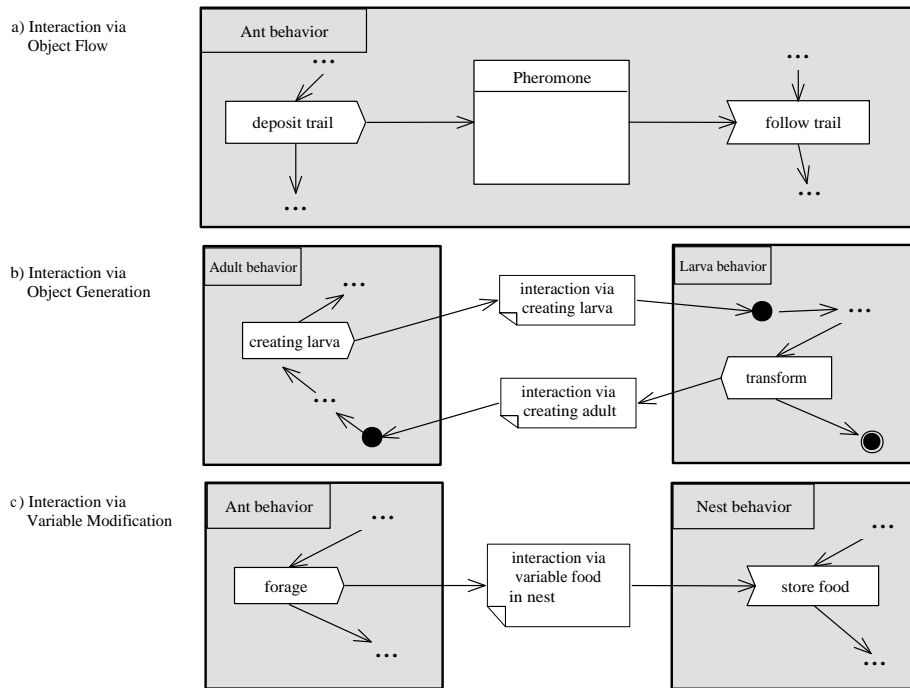 a) Interaction via
Object Flow
Ant behavior
...
...
Pheromone
deposit trail
follow trail
...
...
b) Interaction via
Object Generation
Adult behavior
Larva behavior
...
interaction via
creating larva
...
creating larva
transform
...
interaction via
creating adult
c) Interaction via
Variable Modification
Ant behavior
Nest behavior
...
...
interaction via
variable food
in nest
forage
store food
...
...